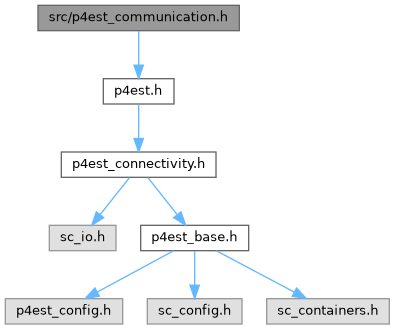 src/p4est_communication.h
p4est.h
p4est_connectivity.h
sc_io.h
p4est_base.h
p4est_config.h
sc_config.h
sc_containers.h